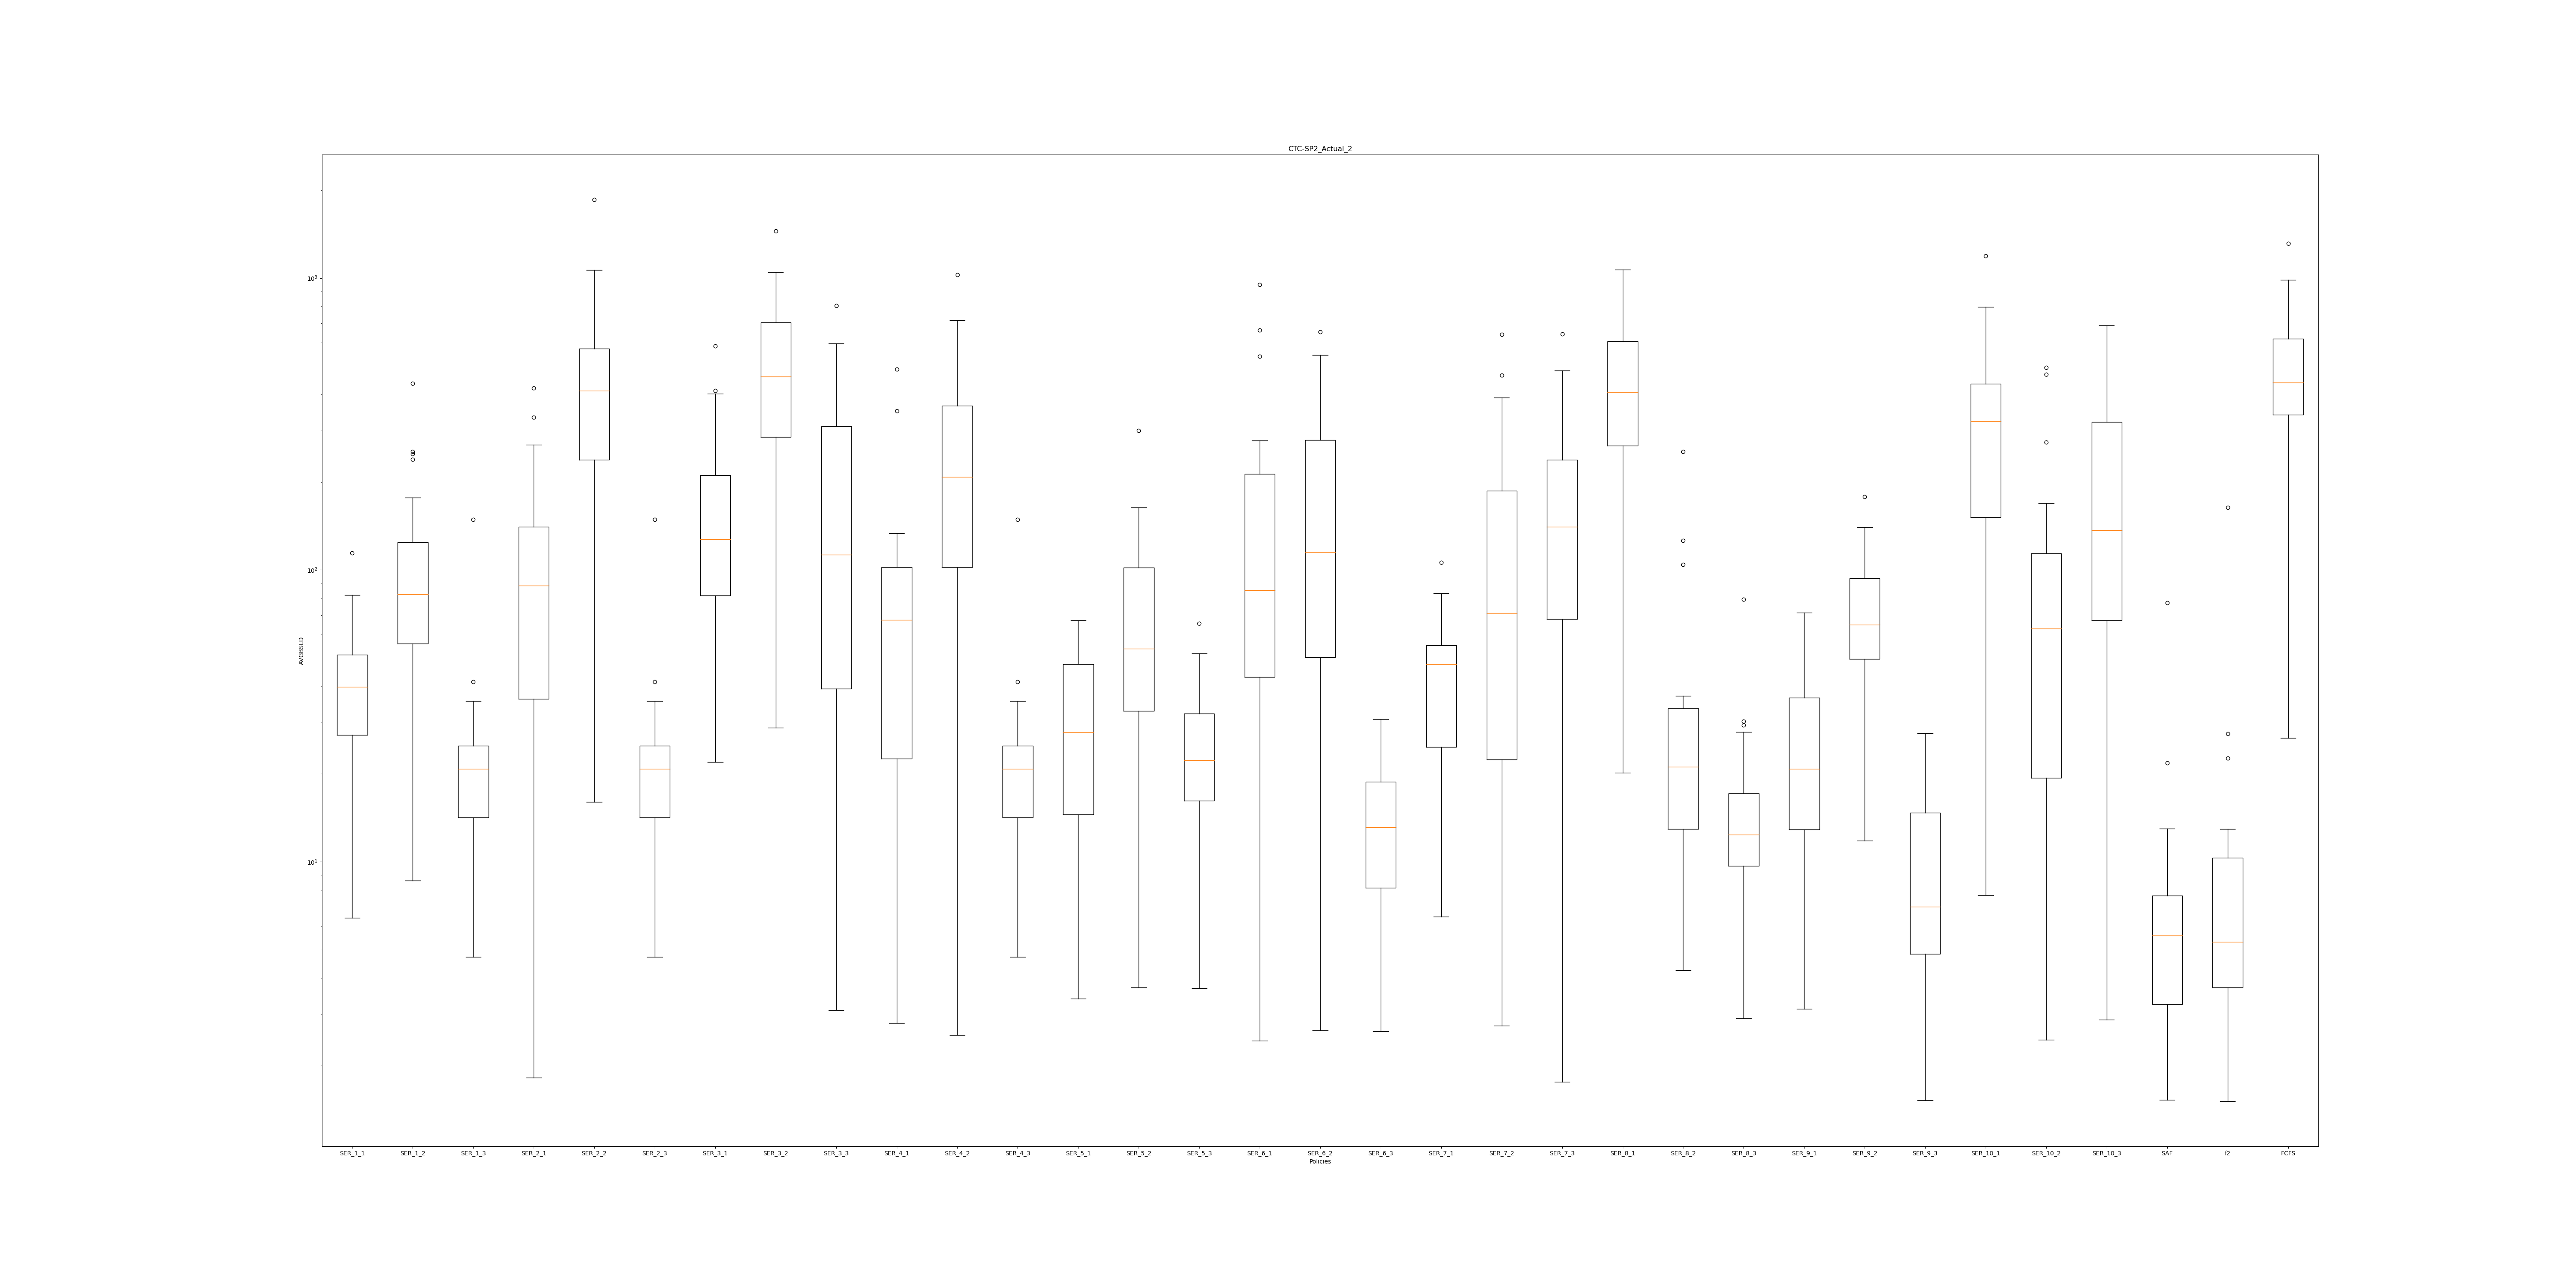 CTC-SP2_Actual_2
10³
10²
10¹
AVGBSLD
SER_1_1 SER_1_2 SER_1_3 SER_2_1 SER_2_2 SER_2_3 SER_3_1 SER_3_2 SER_3_3 SER_4_1 SER_4_2 SER_4_3 SER_5_1 SER_5_2 SER_5_3 SER_6_1 SER_6_2 SER_6_3 SER_7_1 SER_7_2 SER_7_3 SER_8_1 SER_8_2 SER_8_3 SER_9_1 SER_9_2 SER_9_3 SER_10_1 SER_10_2 SER_10_3 SAF f2 FCFS
Policies